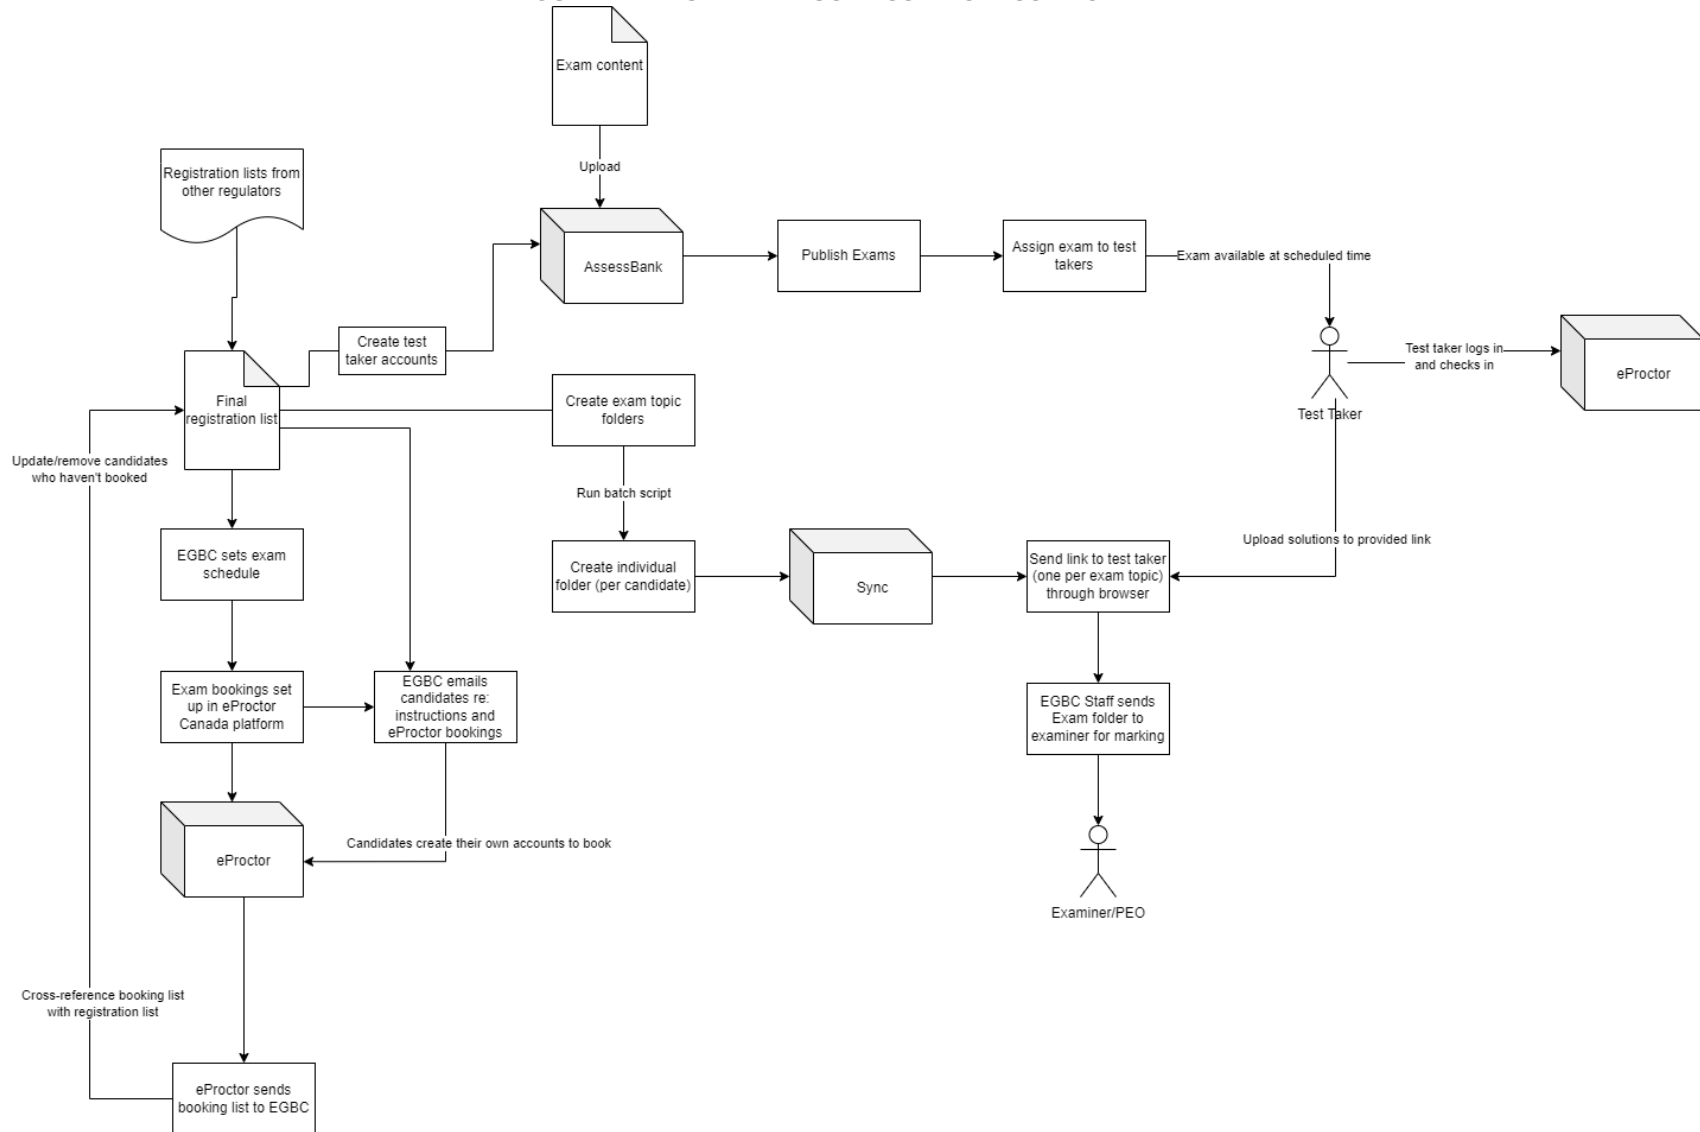 Exam content
Upload
Registration lists from
other regulators
AssessBank
Publish Exams
Assign exam to test
takers
Exam available at scheduled time
Create test
taker accounts
Test taker logs in
and checks in
eProctor
Test Taker
Final
registration list
Create exam topic
folders
Update/remove candidates
who haven't booked
Run batch script
EGBC sets exam
schedule
Create individual
folder (per candidate)
Sync
Send link to test taker
(one per exam topic)
through browser
Upload solutions to provided link
Exam bookings set
up in eProctor
Canada platform
EGBC emails
candidates re:
instructions and
eProctor bookings
EGBC Staff sends
Exam folder to
examiner for marking
eProctor
Candidates create their own accounts to book
Examiner/PEO
Cross-reference booking list
with registration list
eProctor sends
booking list to EGBC